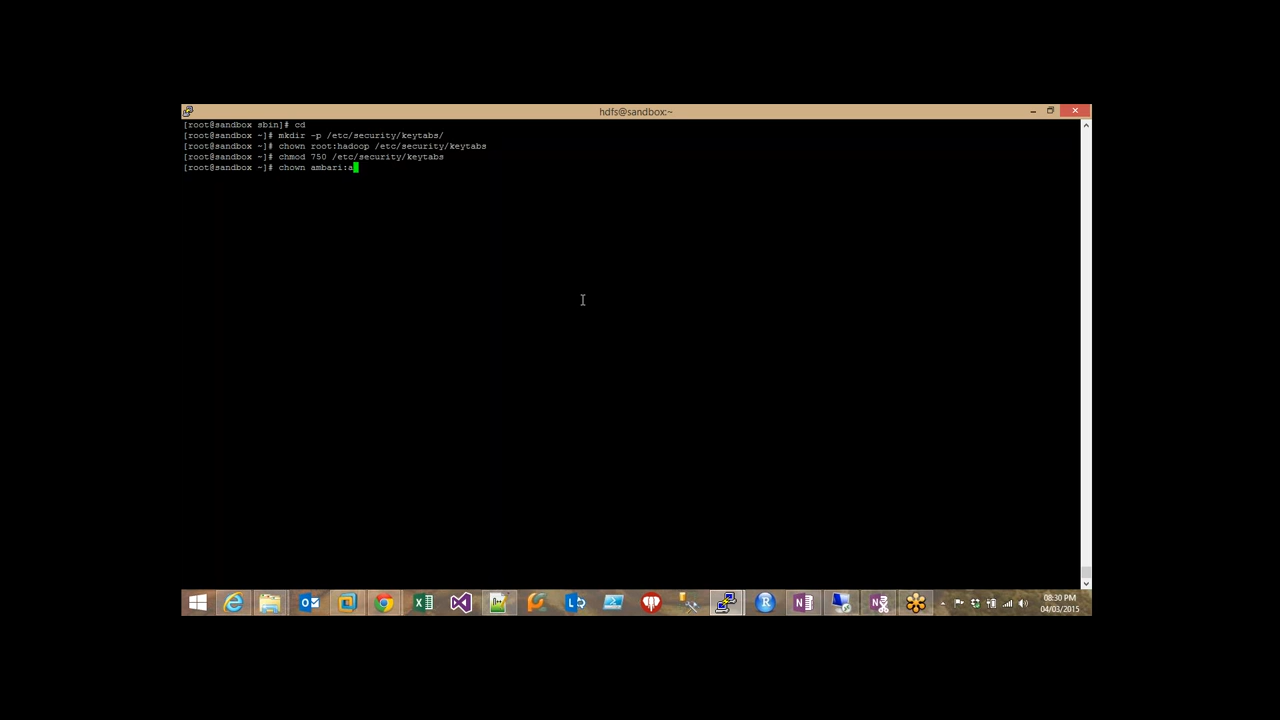 hdfs@sandbox:~
[root@sandbox sbin]# cd
[root@sandbox ~]# mkdir -p /etc/security/keytabs/
[root@sandbox ~]# chown root:hadoop /etc/security/keytabs
[root@sandbox ~]# chmod 750 /etc/security/keytabs
[root@sandbox ~]# chown ambari:a
08:30 PM
04/03/2015